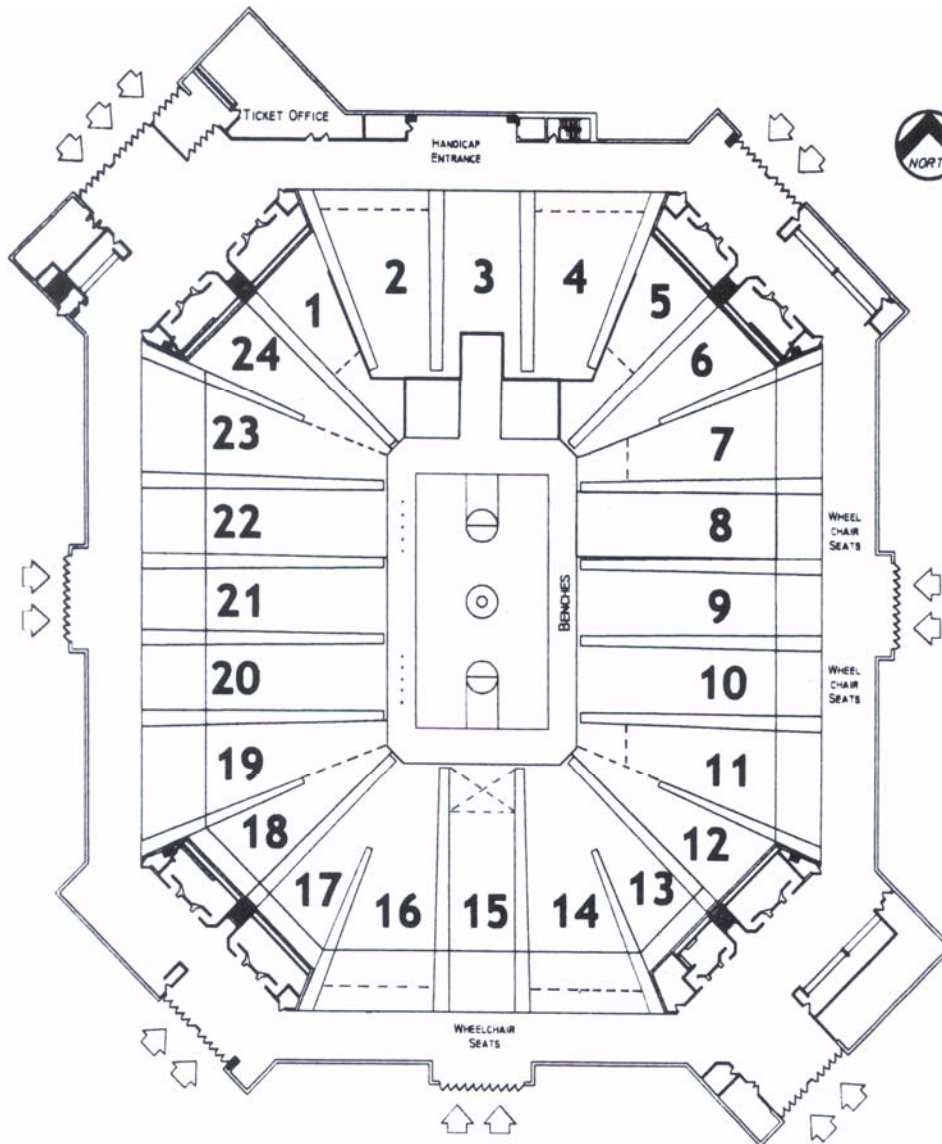 TICKET OFFICE
HANDICAP
ENTRANCE
NORT
2
3
4
1
5
24
6
23
7
22
8
WHEEL
CHAIR
SEATS
21
9
BENCHES
20
10
WHEEL
CHAIR
SEATS
19
11
18
12
17
13
16
15
14
WHEELCHAIR
SEATS